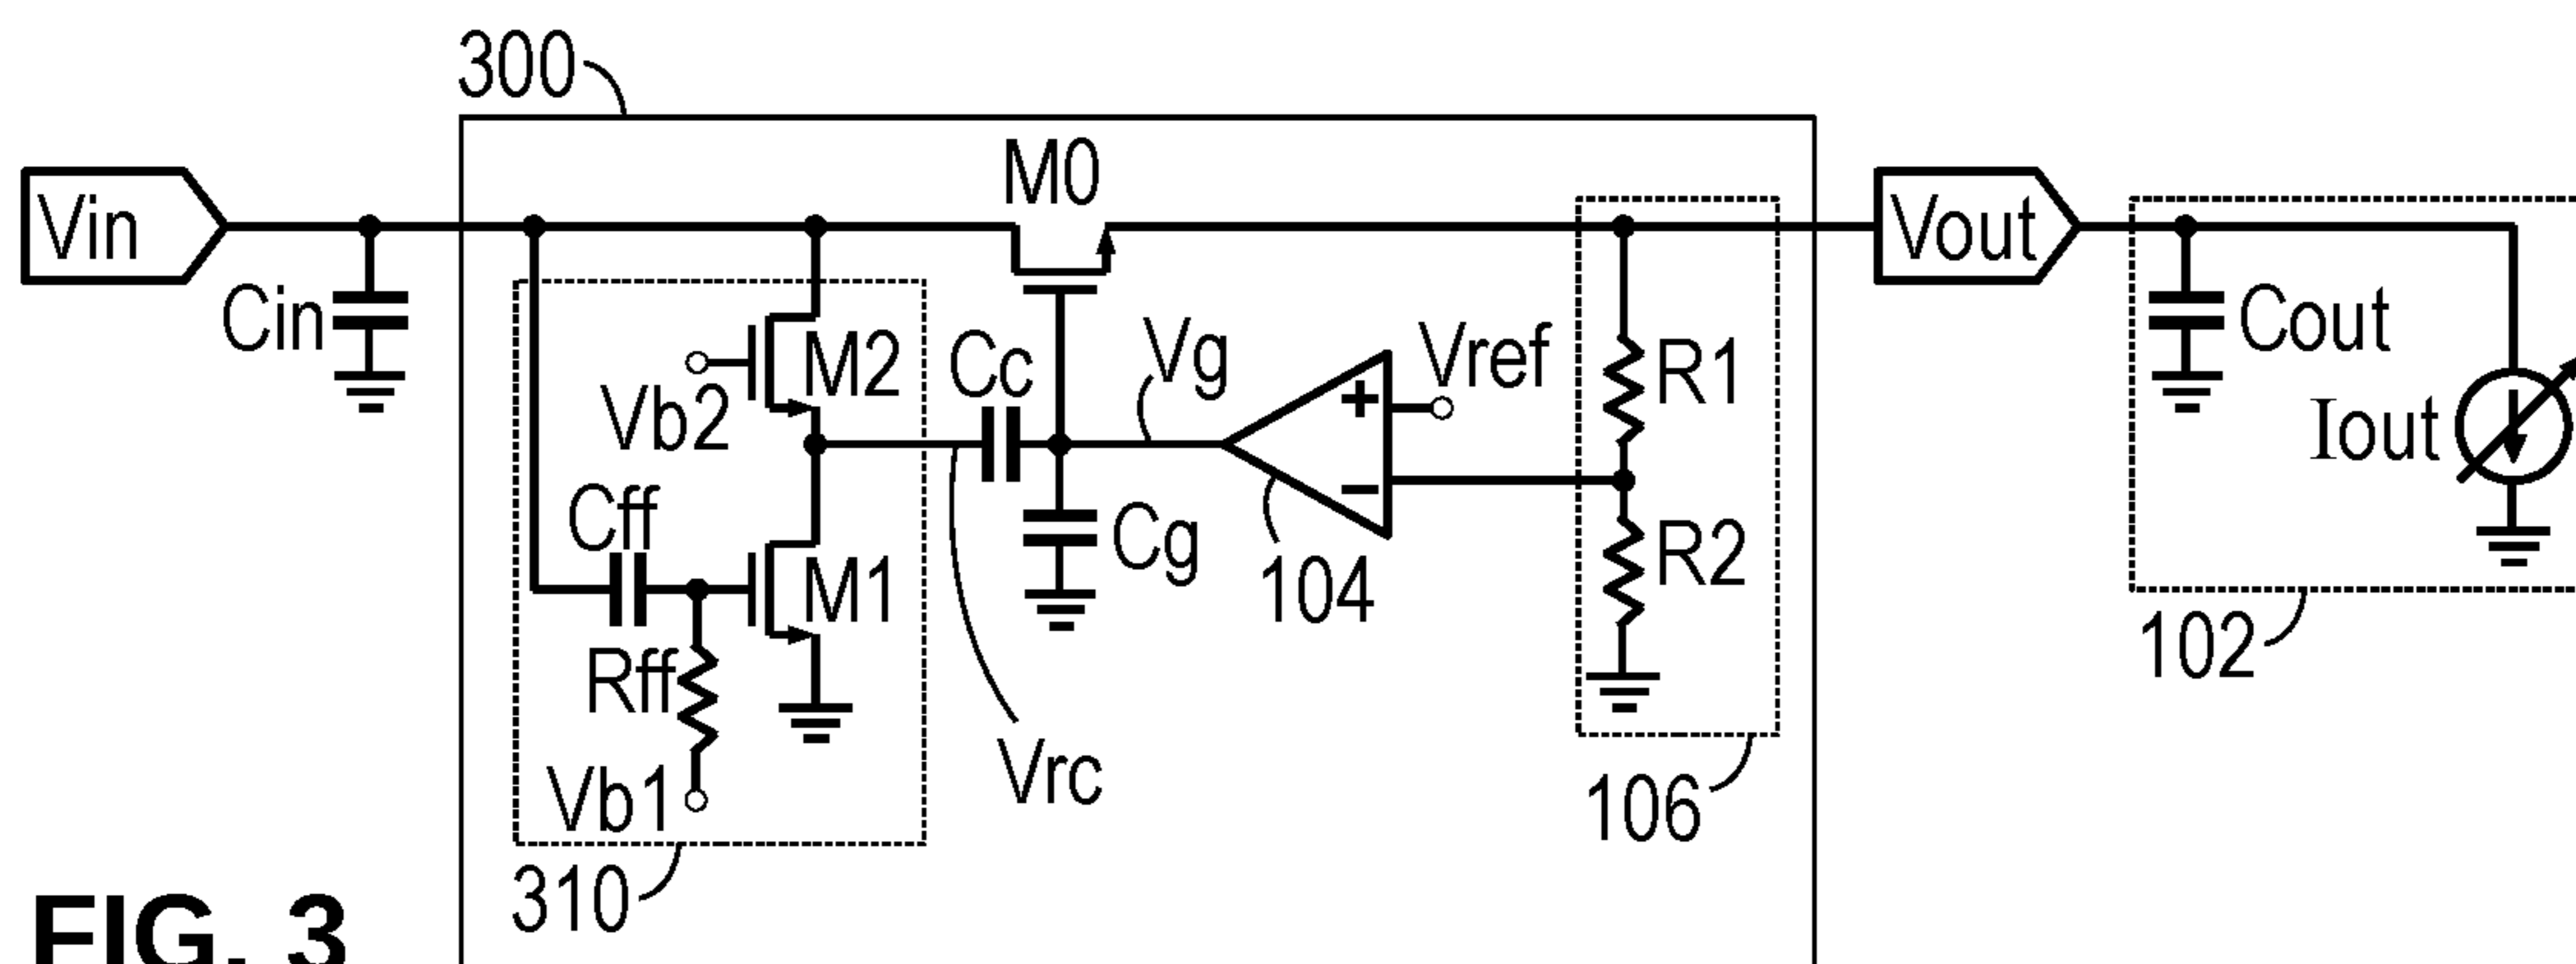 300
M0
Vin
Vout
Cin
M2
Cc
Vg
Vref
R1
Cout
Vb2
Iout
Cff
M1
Cg
104
R2
Rff
102
Vb1
Vrc
106
310
FIG. 3